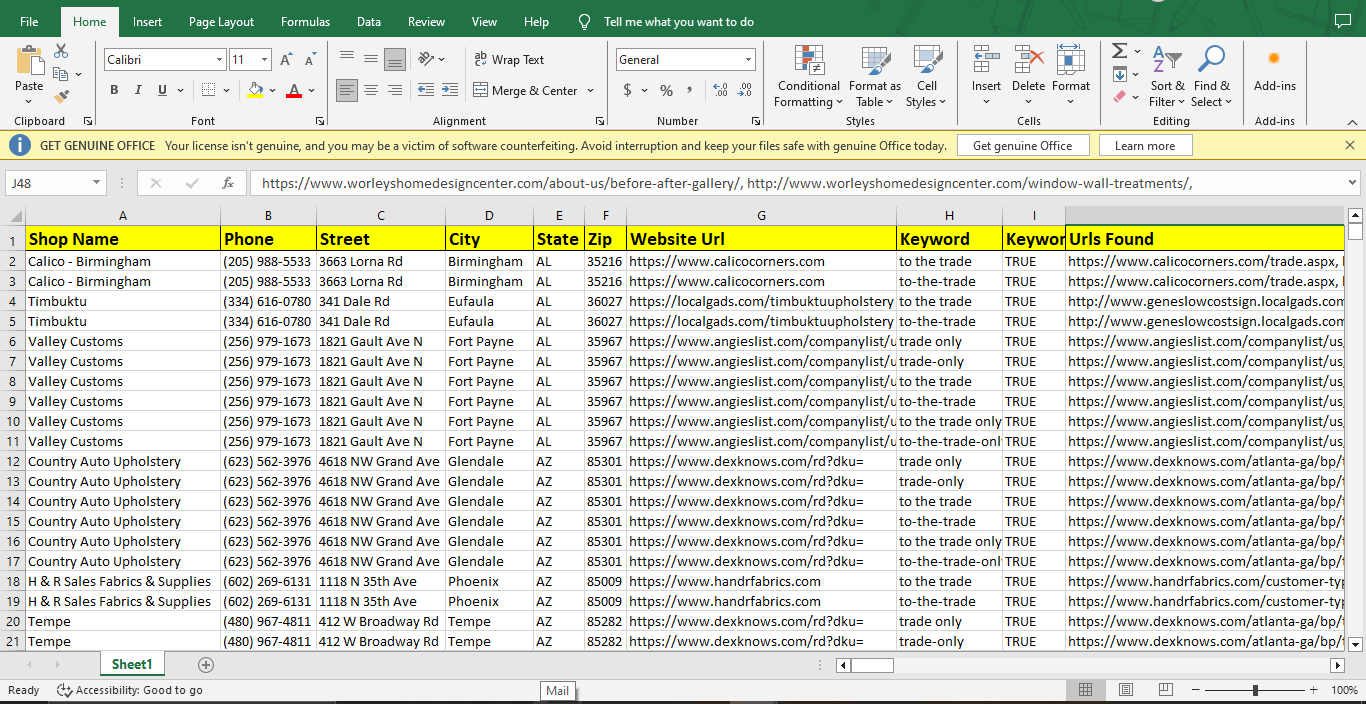 File Home Insert Page Layout Formulas Data Review View Help Tell me what you want to do
Calibri 11 Wrap Text General
Paste B I U Merge & Center $ % Conditional Formatting Format as Table Cell Styles Insert Delete Format Sort & Filter Find & Select Add-ins
Clipboard Font Alignment Number Styles Cells Editing Add-ins
GET GENUINE OFFICE Your license isn't genuine, and you may be a victim of software counterfeiting. Avoid interruption and keep your files safe with genuine Office today. Get genuine Office Learn more
J48 fx https://www.worleyshomedesigncenter.com/about-us/before-after-gallery/, http://www.worleyshomedesigncenter.com/window-wall-treatments/,
A B C D E F G H I
1 Shop Name Phone Street City State Zip Website Url Keyword Keywor Urls Found
2 Calico - Birmingham (205) 988-5533 3663 Lorna Rd Birmingham AL 35216 https://www.calicocorners.com to the trade TRUE https://www.calicocorners.com/trade.aspx,
3 Calico - Birmingham (205) 988-5533 3663 Lorna Rd Birmingham AL 35216 https://www.calicocorners.com to-the-trade TRUE https://www.calicocorners.com/trade.aspx,
4 Timbuktu (334) 616-0780 341 Dale Rd Eufaula AL 36027 https://localgads.com/timbuktuupholstery to the trade TRUE http://www.geneslowcostsign.localgads.com
5 Timbuktu (334) 616-0780 341 Dale Rd Eufaula AL 36027 https://localgads.com/timbuktuupholstery to-the-trade TRUE http://www.geneslowcostsign.localgads.com
6 Valley Customs (256) 979-1673 1821 Gault Ave N Fort Payne AL 35967 https://www.angieslist.com/companylist/u trade only TRUE https://www.angieslist.com/companylist/us
7 Valley Customs (256) 979-1673 1821 Gault Ave N Fort Payne AL 35967 https://www.angieslist.com/companylist/u trade-only TRUE https://www.angieslist.com/companylist/us
8 Valley Customs (256) 979-1673 1821 Gault Ave N Fort Payne AL 35967 https://www.angieslist.com/companylist/u to the trade TRUE https://www.angieslist.com/companylist/us
9 Valley Customs (256) 979-1673 1821 Gault Ave N Fort Payne AL 35967 https://www.angieslist.com/companylist/u to-the-trade TRUE https://www.angieslist.com/companylist/us
10 Valley Customs (256) 979-1673 1821 Gault Ave N Fort Payne AL 35967 https://www.angieslist.com/companylist/u to the trade only TRUE https://www.angieslist.com/companylist/us
11 Valley Customs (256) 979-1673 1821 Gault Ave N Fort Payne AL 35967 https://www.angieslist.com/companylist/u to-the-trade-onl TRUE https://www.angieslist.com/companylist/us
12 Country Auto Upholstery (623) 562-3976 4618 NW Grand Ave Glendale AZ 85301 https://www.dexknows.com/rd?dku= trade only TRUE https://www.dexknows.com/atlanta-ga/bp/t
13 Country Auto Upholstery (623) 562-3976 4618 NW Grand Ave Glendale AZ 85301 https://www.dexknows.com/rd?dku= trade-only TRUE https://www.dexknows.com/atlanta-ga/bp/t
14 Country Auto Upholstery (623) 562-3976 4618 NW Grand Ave Glendale AZ 85301 https://www.dexknows.com/rd?dku= to the trade TRUE https://www.dexknows.com/atlanta-ga/bp/t
15 Country Auto Upholstery (623) 562-3976 4618 NW Grand Ave Glendale AZ 85301 https://www.dexknows.com/rd?dku= to-the-trade TRUE https://www.dexknows.com/atlanta-ga/bp/t
16 Country Auto Upholstery (623) 562-3976 4618 NW Grand Ave Glendale AZ 85301 https://www.dexknows.com/rd?dku= to the trade only TRUE https://www.dexknows.com/atlanta-ga/bp/t
17 Country Auto Upholstery (623) 562-3976 4618 NW Grand Ave Glendale AZ 85301 https://www.dexknows.com/rd?dku= to-the-trade-onl TRUE https://www.dexknows.com/atlanta-ga/bp/t
18 H & R Sales Fabrics & Supplies (602) 269-6131 1118 N 35th Ave Phoenix AZ 85009 https://www.handrfabrics.com to the trade TRUE https://www.handrfabrics.com/customer-typ
19 H & R Sales Fabrics & Supplies (602) 269-6131 1118 N 35th Ave Phoenix AZ 85009 https://www.handrfabrics.com to-the-trade TRUE https://www.handrfabrics.com/customer-typ
20 Tempe (480) 967-4811 412 W Broadway Rd Tempe AZ 85282 https://www.dexknows.com/rd?dku= trade only TRUE https://www.dexknows.com/atlanta-ga/bp/t
21 Tempe (480) 967-4811 412 W Broadway Rd Tempe AZ 85282 https://www.dexknows.com/rd?dku= trade-only TRUE https://www.dexknows.com/atlanta-ga/bp/t
Sheet1
Ready Accessibility: Good to go Mail 100%